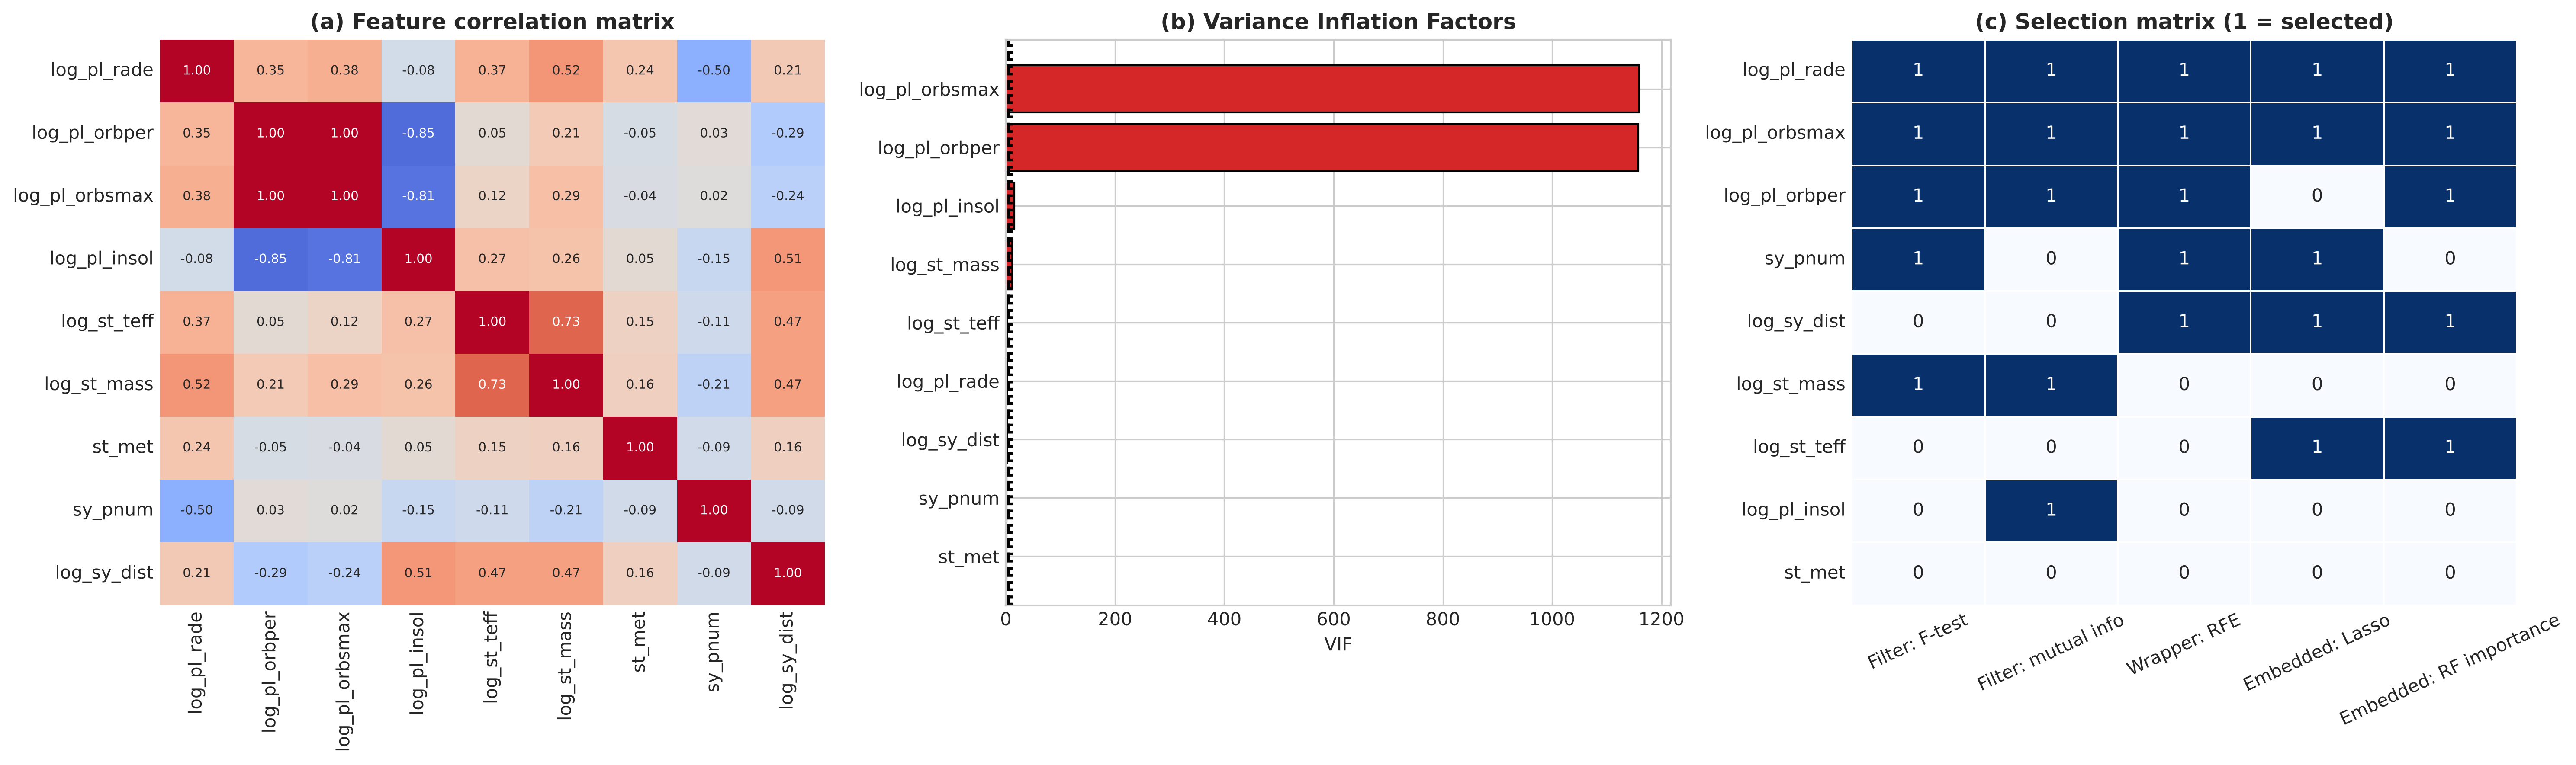 (a) Feature correlation matrix
log_pl_rade 1.00 0.35 0.38 -0.08 0.37 0.52 0.24 -0.50 0.21
log_pl_orbper 0.35 1.00 1.00 -0.85 0.05 0.21 -0.05 0.03 -0.29
log_pl_orbsmax 0.38 1.00 1.00 -0.81 0.12 0.29 -0.04 0.02 -0.24
log_pl_insol -0.08 -0.85 -0.81 1.00 0.27 0.26 0.05 -0.15 0.51
log_st_teff 0.37 0.05 0.12 0.27 1.00 0.73 0.15 -0.11 0.47
log_st_mass 0.52 0.21 0.29 0.26 0.73 1.00 0.16 -0.21 0.47
st_met 0.24 -0.05 -0.04 0.05 0.15 0.16 1.00 -0.09 0.16
sy_pnum -0.50 0.03 0.02 -0.15 -0.11 -0.21 -0.09 1.00 -0.09
log_sy_dist 0.21 -0.29 -0.24 0.51 0.47 0.47 0.16 -0.09 1.00
log_pl_rade log_pl_orbper log_pl_orbsmax log_pl_insol log_st_teff log_st_mass st_met sy_pnum log_sy_dist
(b) Variance Inflation Factors
log_pl_orbsmax
log_pl_orbper
log_pl_insol
log_st_mass
log_st_teff
log_pl_rade
log_sy_dist
sy_pnum
st_met
0 200 400 600 800 1000 1200
VIF
(c) Selection matrix (1 = selected)
log_pl_rade 1 1 1 1 1
log_pl_orbsmax 1 1 1 1 1
log_pl_orbper 1 1 1 0 1
sy_pnum 1 0 1 1 0
log_sy_dist 0 0 1 1 1
log_st_mass 1 1 0 0 0
log_st_teff 0 0 0 1 1
log_pl_insol 0 1 0 0 0
st_met 0 0 0 0 0
Filter: F-test
Filter: mutual info
Wrapper: RFE
Embedded: Lasso
Embedded: RF importance